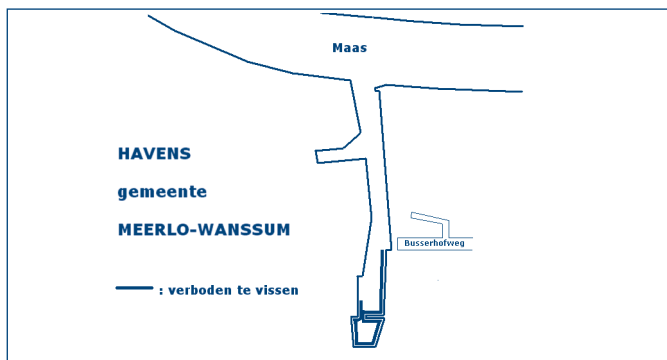 Maas
HAVENS
gemeente
MEERLO-WANSSUM
Busserhofweg
: verboden te vissen